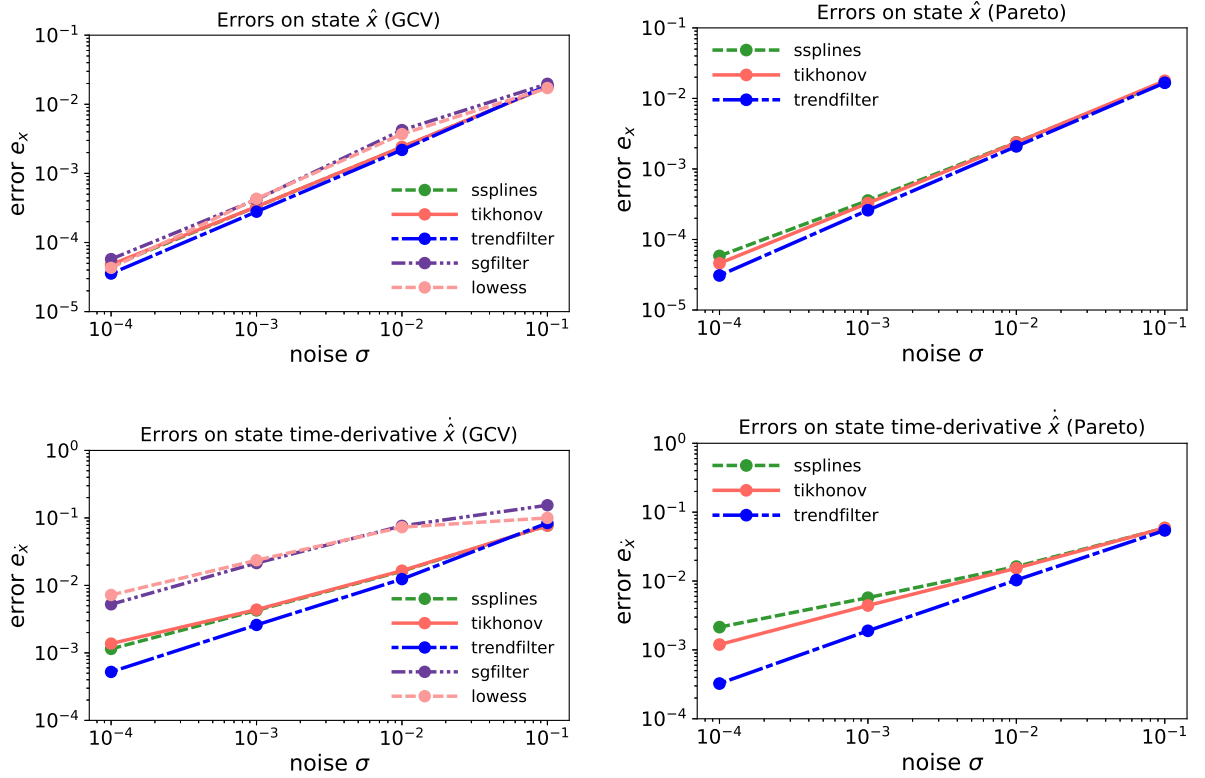 Errors on state x̂ (GCV)
10⁻¹
10⁻²
10⁻³
10⁻⁴
10⁻⁵
error eₓ
ssplines
tikhonov
trendfilter
sgfilter
lowess
10⁻⁴ 10⁻³ 10⁻² 10⁻¹
noise σ
Errors on state x̂ (Pareto)
10⁻¹
10⁻²
10⁻³
10⁻⁴
10⁻⁵
error eₓ
ssplines
tikhonov
trendfilter
10⁻⁴ 10⁻³ 10⁻² 10⁻¹
noise σ
Errors on state time-derivative x̂̇ (GCV)
10⁰
10⁻¹
10⁻²
10⁻³
10⁻⁴
error e_ẋ
ssplines
tikhonov
trendfilter
sgfilter
lowess
10⁻⁴ 10⁻³ 10⁻² 10⁻¹
noise σ
Errors on state time-derivative x̂̇ (Pareto)
10⁰
10⁻¹
10⁻²
10⁻³
10⁻⁴
error e_ẋ
ssplines
tikhonov
trendfilter
10⁻⁴ 10⁻³ 10⁻² 10⁻¹
noise σ